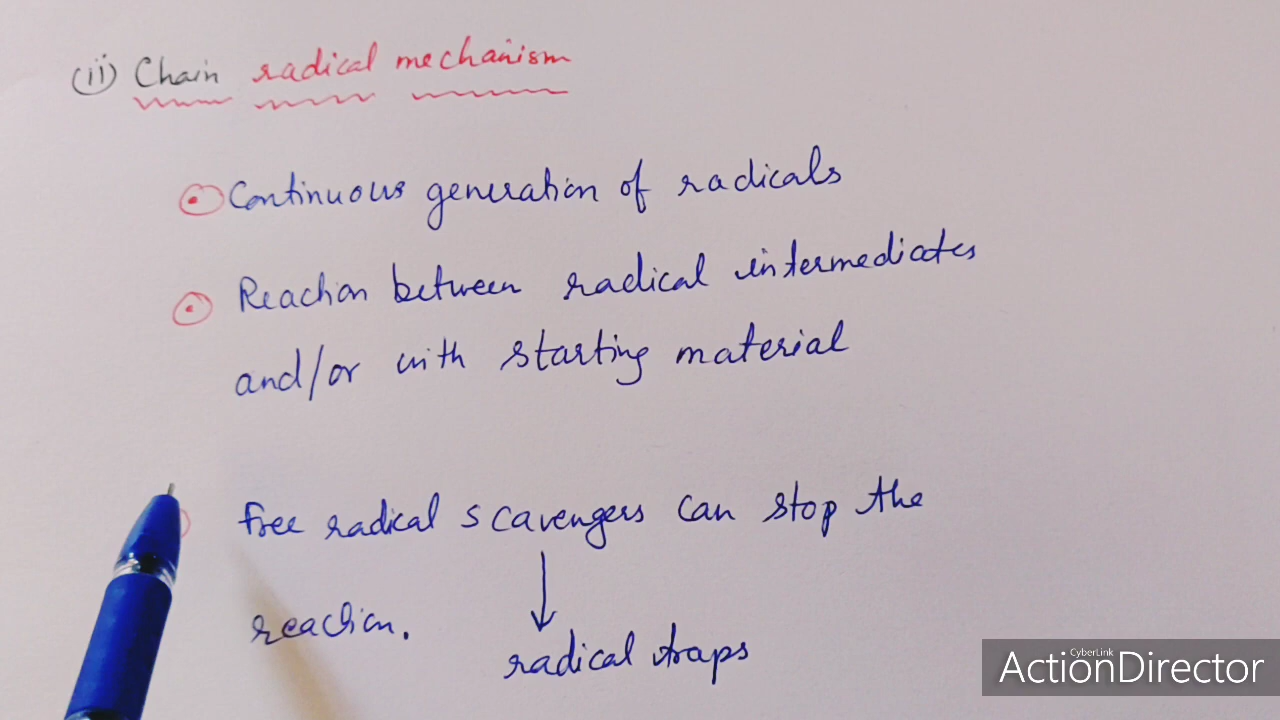 (ii) Chain radical mechanism
Continuous generation of radicals
Reaction between radical intermediates
and/or with starting material
free radical scavengers can stop the
reaction.
radical traps
CyberLink
ActionDirector